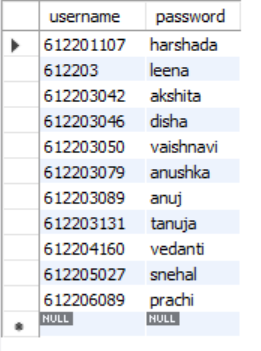 username password
612201107 harshada
612203 leena
612203042 akshita
612203046 disha
612203050 vaishnavi
612203079 anushka
612203089 anuj
612203131 tanuja
612204160 vedanti
612205027 snehal
612206089 prachi
NULL NULL